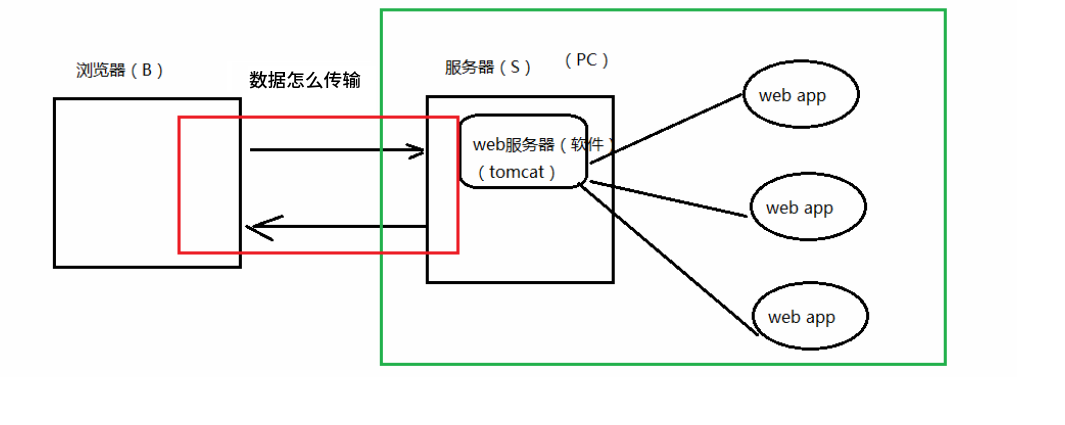 浏览器（B）
数据怎么传输
服务器（S）
（PC）
web服务器（软件）
（tomcat）
web app
web app
web app